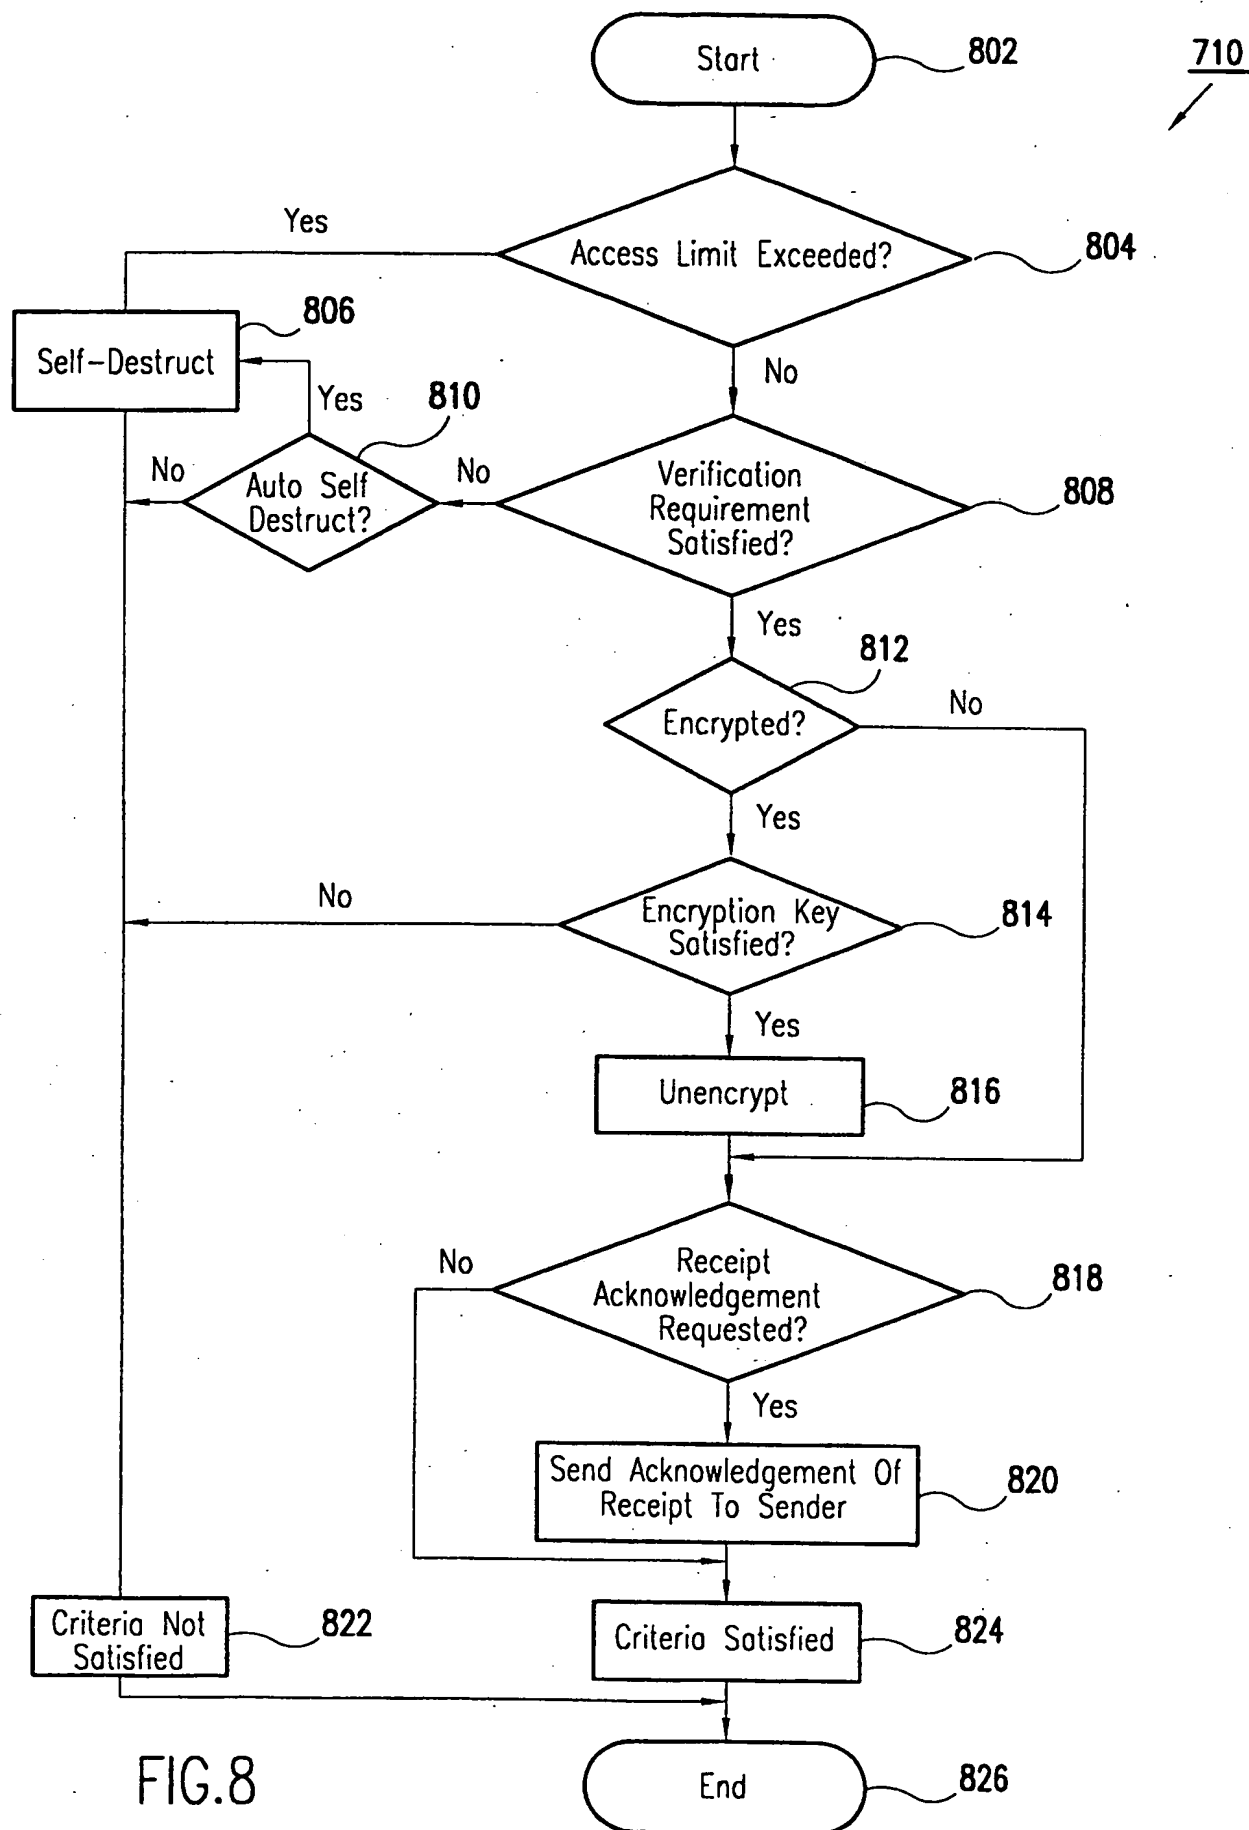 Start
802
710
Yes
Access Limit Exceeded?
804
806
Self-Destruct
Yes
810
No
No
Auto Self
Destruct?
No
Verification
Requirement
Satisfied?
808
Yes
812
Encrypted?
No
Yes
No
Encryption Key
Satisfied?
814
Yes
Unencrypt
816
No
Receipt
Acknowledgement
Requested?
818
Yes
Send Acknowledgement Of
Receipt To Sender
820
Criteria Not
Satisfied
822
Criteria Satisfied
824
FIG.8
End
826